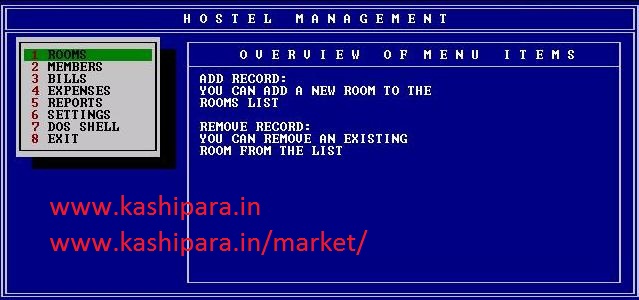 HOSTEL MANAGEMENT
1 ROOMS
2 MEMBERS
3 BILLS
4 EXPENSES
5 REPORTS
6 SETTINGS
7 DOS SHELL
8 EXIT
OVERVIEW OF MENU ITEMS
ADD RECORD:
YOU CAN ADD A NEW ROOM TO THE
ROOMS LIST
REMOVE RECORD:
YOU CAN REMOVE AN EXISTING
ROOM FROM THE LIST
www.kashipara.in
www.kashipara.in/market/